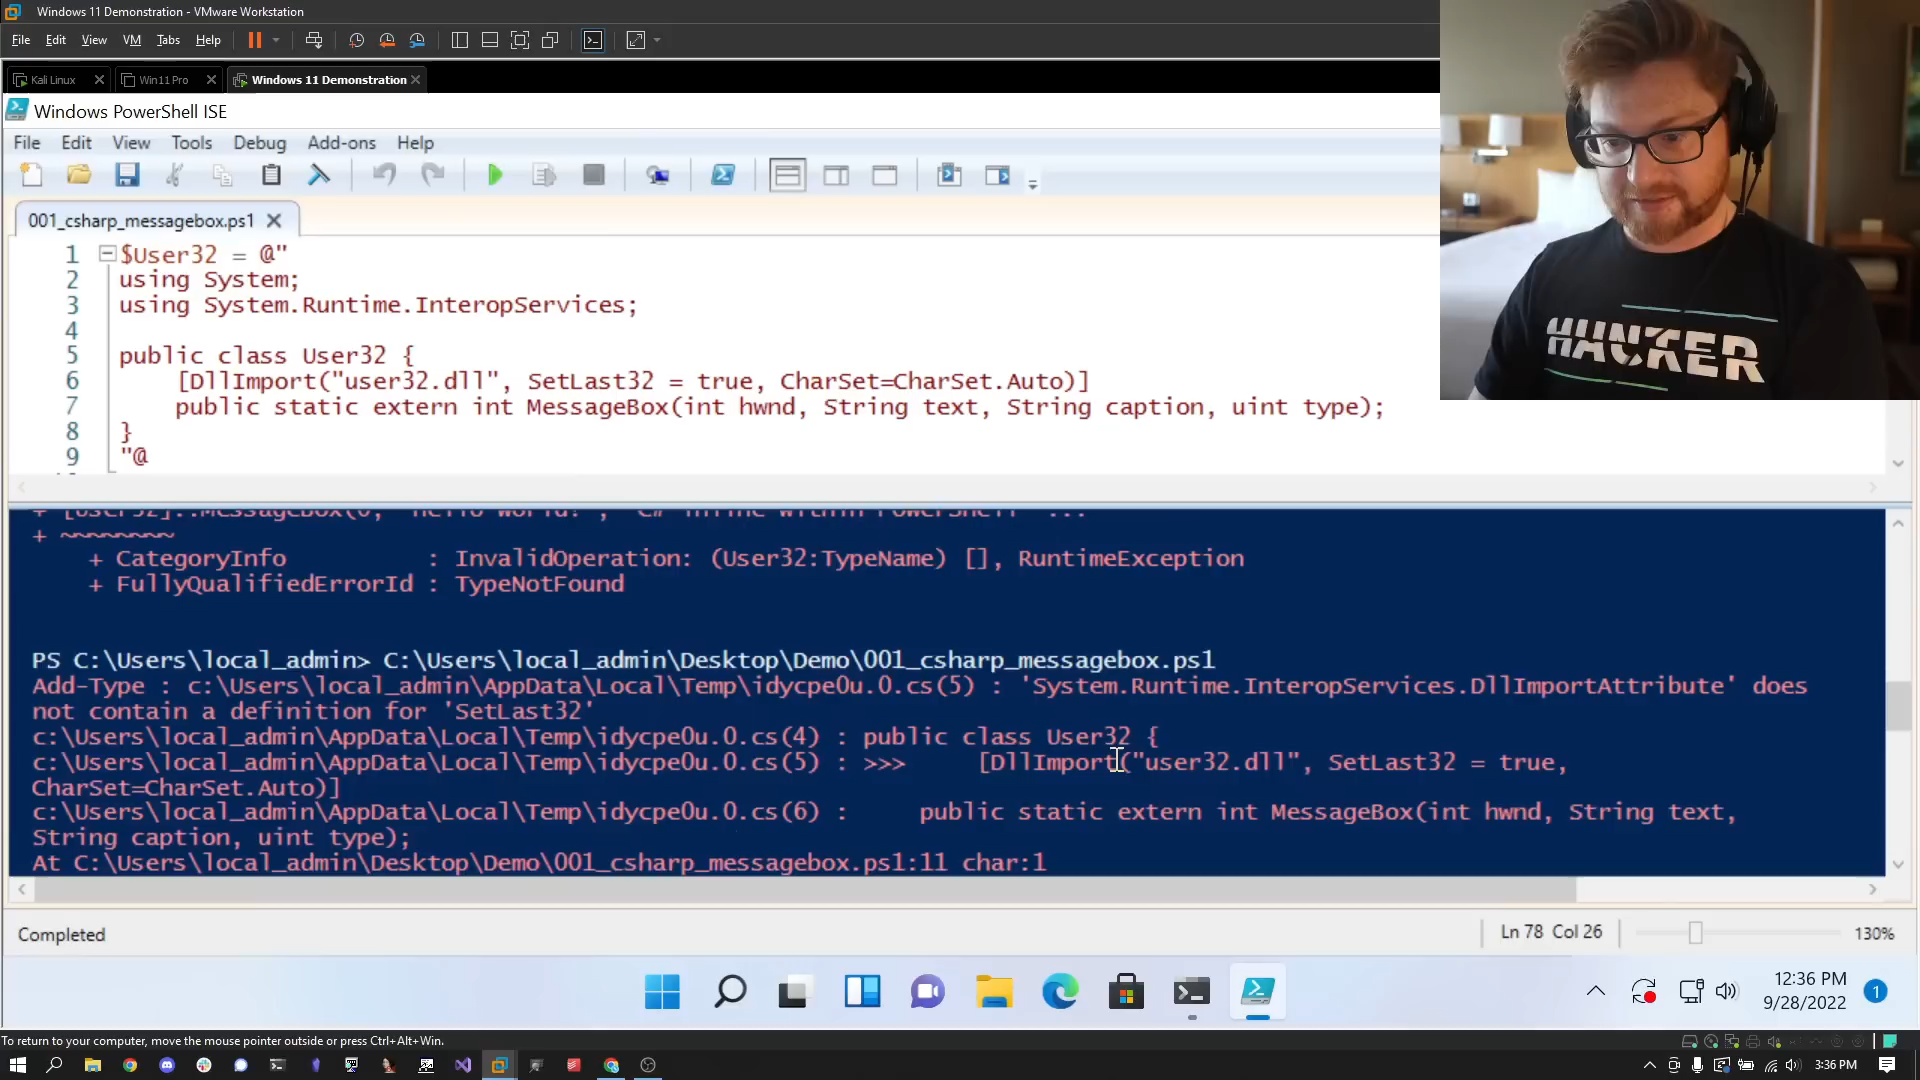 Windows 11 Demonstration - VMware Workstation
File Edit View VM Tabs Help
Kali Linux
Win11 Pro
Windows 11 Demonstration
Windows PowerShell ISE
File Edit View Tools Debug Add-ons Help
001_csharp_messagebox.ps1
1 $User32 = @"
2 using System;
3 using System.Runtime.InteropServices;
4
5 public class User32 {
6 [DllImport("user32.dll", SetLast32 = true, CharSet=CharSet.Auto)]
7 public static extern int MessageBox(int hwnd, String text, String caption, uint type);
8 }
9 "@
HACKER
+ [User32]::MessageBox(0, "Hello World!", "C# inline within PowerShell" ...
+ ~~~~~~~~
+ CategoryInfo : InvalidOperation: (User32:TypeName) [], RuntimeException
+ FullyQualifiedErrorId : TypeNotFound
PS C:\Users\local_admin> C:\Users\local_admin\Desktop\Demo\001_csharp_messagebox.ps1
Add-Type : c:\Users\local_admin\AppData\Local\Temp\idycpe0u.0.cs(5) : 'System.Runtime.InteropServices.DllImportAttribute' does
not contain a definition for 'SetLast32'
c:\Users\local_admin\AppData\Local\Temp\idycpe0u.0.cs(4) : public class User32 {
c:\Users\local_admin\AppData\Local\Temp\idycpe0u.0.cs(5) : >>> [DllImport("user32.dll", SetLast32 = true,
CharSet=CharSet.Auto)]
c:\Users\local_admin\AppData\Local\Temp\idycpe0u.0.cs(6) : public static extern int MessageBox(int hwnd, String text,
String caption, uint type);
At C:\Users\local_admin\Desktop\Demo\001_csharp_messagebox.ps1:11 char:1
Completed
Ln 78 Col 26
130%
12:36 PM
9/28/2022
1
To return to your computer, move the mouse pointer outside or press Ctrl+Alt+Win.
3:36 PM